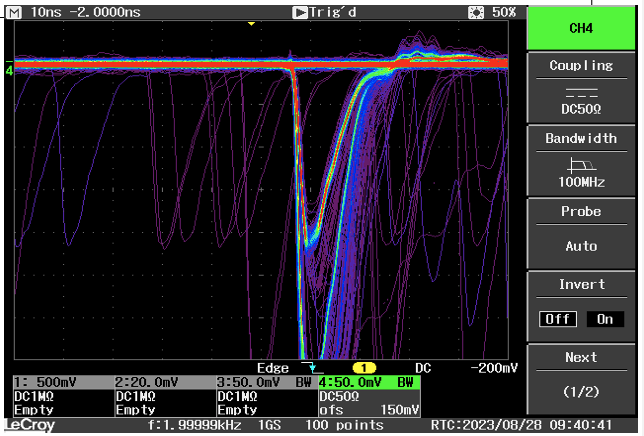 M 10ns -2.0000ns Trig'd 50%
4
CH4
Coupling
DC50Ω
Bandwidth
100MHz
Probe
Auto
Invert
Off On
Next
(1/2)
Edge 1 DC -200mV
1: 500mV 2:20.0mV 3:50.0mV BW 4:50.0mV BW
DC1MΩ DC1MΩ DC1MΩ DC50Ω
Empty Empty Empty ofs 150mV
LeCroy f:1.99999kHz 1GS 100 points RTC:2023/08/28 09:40:41